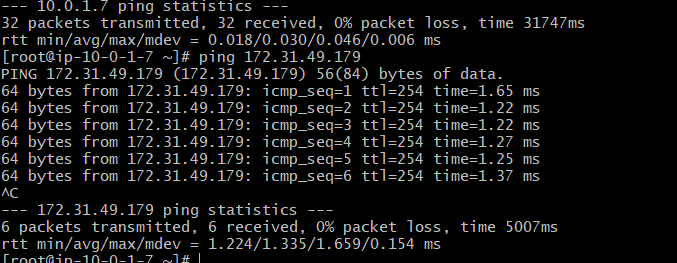 --- 10.0.1.7 ping statistics ---
32 packets transmitted, 32 received, 0% packet loss, time 31747ms
rtt min/avg/max/mdev = 0.018/0.030/0.046/0.006 ms
[root@ip-10-0-1-7 ~]# ping 172.31.49.179
PING 172.31.49.179 (172.31.49.179) 56(84) bytes of data.
64 bytes from 172.31.49.179: icmp_seq=1 ttl=254 time=1.65 ms
64 bytes from 172.31.49.179: icmp_seq=2 ttl=254 time=1.22 ms
64 bytes from 172.31.49.179: icmp_seq=3 ttl=254 time=1.22 ms
64 bytes from 172.31.49.179: icmp_seq=4 ttl=254 time=1.27 ms
64 bytes from 172.31.49.179: icmp_seq=5 ttl=254 time=1.25 ms
64 bytes from 172.31.49.179: icmp_seq=6 ttl=254 time=1.37 ms
^C
--- 172.31.49.179 ping statistics ---
6 packets transmitted, 6 received, 0% packet loss, time 5007ms
rtt min/avg/max/mdev = 1.224/1.335/1.659/0.154 ms
[root@ip-10-0-1-7 ~]#